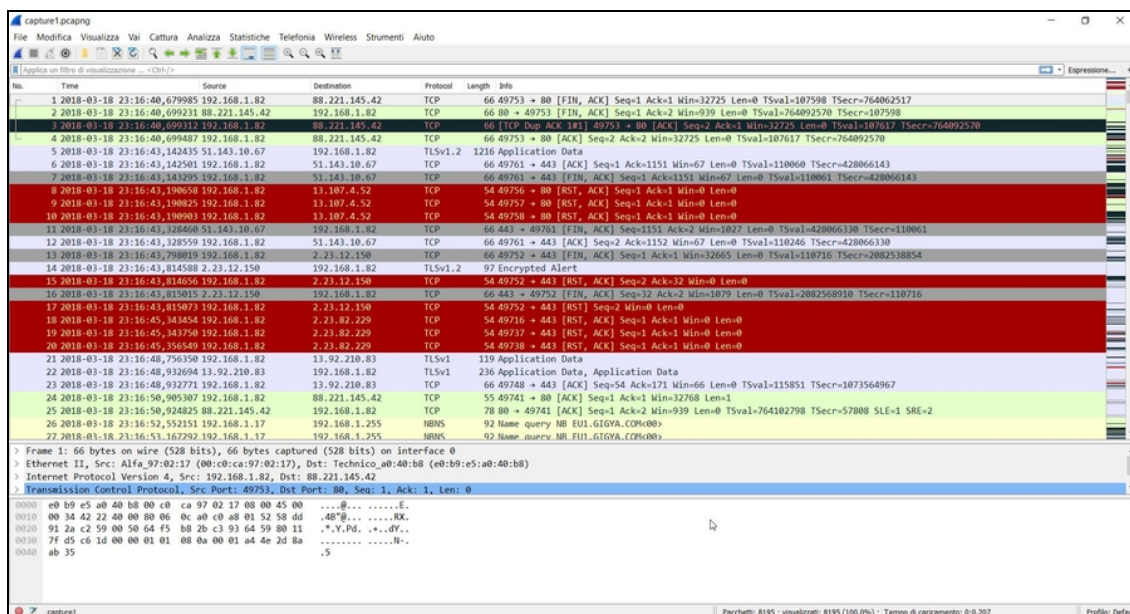 capture1.pcapng
File Modifica Visualizza Vai Cattura Analizza Statistiche Telefonia Wireless Strumenti Aiuto
Applica un filtro di visualizzazione ... <Ctrl-/> Espressione...
No. Time Source Destination Protocol Length Info
1 2018-03-18 23:16:40,679985 192.168.1.82 88.221.145.42 TCP 66 49753 → 80 [FIN, ACK] Seq=1 Ack=1 Win=32725 Len=0 TSval=107598 TSecr=764062517
2 2018-03-18 23:16:40,699231 88.221.145.42 192.168.1.82 TCP 66 80 → 49753 [FIN, ACK] Seq=1 Ack=2 Win=939 Len=0 TSval=764092570 TSecr=107598
3 2018-03-18 23:16:40,699312 192.168.1.82 88.221.145.42 TCP 66 [TCP Dup ACK 1#1] 49753 → 80 [ACK] Seq=2 Ack=1 Win=32725 Len=0 TSval=107617 TSecr=764092570
4 2018-03-18 23:16:40,699487 192.168.1.82 88.221.145.42 TCP 66 49753 → 80 [ACK] Seq=2 Ack=2 Win=32725 Len=0 TSval=107617 TSecr=764092570
5 2018-03-18 23:16:43,142435 51.143.10.67 192.168.1.82 TLSv1.2 1216 Application Data
6 2018-03-18 23:16:43,142501 192.168.1.82 51.143.10.67 TCP 66 49761 → 443 [ACK] Seq=1 Ack=1151 Win=67 Len=0 TSval=110060 TSecr=428066143
7 2018-03-18 23:16:43,143295 192.168.1.82 51.143.10.67 TCP 66 49761 → 443 [FIN, ACK] Seq=1 Ack=1151 Win=67 Len=0 TSval=110061 TSecr=428066143
8 2018-03-18 23:16:43,190658 192.168.1.82 13.107.4.52 TCP 54 49756 → 80 [RST, ACK] Seq=1 Ack=1 Win=0 Len=0
9 2018-03-18 23:16:43,190825 192.168.1.82 13.107.4.52 TCP 54 49757 → 80 [RST, ACK] Seq=1 Ack=1 Win=0 Len=0
10 2018-03-18 23:16:43,190903 192.168.1.82 13.107.4.52 TCP 54 49758 → 80 [RST, ACK] Seq=1 Ack=1 Win=0 Len=0
11 2018-03-18 23:16:43,328460 51.143.10.67 192.168.1.82 TCP 66 443 → 49761 [FIN, ACK] Seq=1151 Ack=2 Win=1027 Len=0 TSval=428066330 TSecr=110061
12 2018-03-18 23:16:43,328559 192.168.1.82 51.143.10.67 TCP 66 49761 → 443 [ACK] Seq=2 Ack=1152 Win=67 Len=0 TSval=110246 TSecr=428066330
13 2018-03-18 23:16:43,798019 192.168.1.82 2.23.12.150 TCP 66 49752 → 443 [FIN, ACK] Seq=1 Ack=1 Win=32665 Len=0 TSval=110716 TSecr=2082538854
14 2018-03-18 23:16:43,814588 2.23.12.150 192.168.1.82 TLSv1.2 97 Encrypted Alert
15 2018-03-18 23:16:43,814656 192.168.1.82 2.23.12.150 TCP 54 49752 → 443 [RST, ACK] Seq=2 Ack=32 Win=0 Len=0
16 2018-03-18 23:16:43,815015 2.23.12.150 192.168.1.82 TCP 66 443 → 49752 [FIN, ACK] Seq=32 Ack=2 Win=1079 Len=0 TSval=2082568910 TSecr=110716
17 2018-03-18 23:16:43,815073 192.168.1.82 2.23.12.150 TCP 54 49752 → 443 [RST] Seq=2 Win=0 Len=0
18 2018-03-18 23:16:45,343454 192.168.1.82 2.23.82.229 TCP 54 49716 → 443 [RST, ACK] Seq=1 Ack=1 Win=0 Len=0
19 2018-03-18 23:16:45,343750 192.168.1.82 2.23.82.229 TCP 54 49737 → 443 [RST, ACK] Seq=1 Ack=1 Win=0 Len=0
20 2018-03-18 23:16:45,356549 192.168.1.82 2.23.82.229 TCP 54 49738 → 443 [RST, ACK] Seq=1 Ack=1 Win=0 Len=0
21 2018-03-18 23:16:48,756350 192.168.1.82 13.92.210.83 TLSv1 119 Application Data
22 2018-03-18 23:16:48,932694 13.92.210.83 192.168.1.82 TLSv1 236 Application Data, Application Data
23 2018-03-18 23:16:48,932771 192.168.1.82 13.92.210.83 TCP 66 49748 → 443 [ACK] Seq=54 Ack=171 Win=66 Len=0 TSval=115851 TSecr=1073564967
24 2018-03-18 23:16:50,905307 192.168.1.82 88.221.145.42 TCP 55 49741 → 80 [ACK] Seq=1 Ack=1 Win=32768 Len=1
25 2018-03-18 23:16:50,924825 88.221.145.42 192.168.1.82 TCP 78 80 → 49741 [ACK] Seq=1 Ack=2 Win=939 Len=0 TSval=764102798 TSecr=57808 SLE=1 SRE=2
26 2018-03-18 23:16:52,552151 192.168.1.17 192.168.1.255 NBNS 92 Name query NB EU1.GIGYA.COM<00>
27 2018-03-18 23:16:53,167292 192.168.1.17 192.168.1.255 NBNS 92 Name query NB EU1.GIGYA.COM<00>
> Frame 1: 66 bytes on wire (528 bits), 66 bytes captured (528 bits) on interface 0
> Ethernet II, Src: Alfa_97:02:17 (00:c0:ca:97:02:17), Dst: Technico_a0:40:b8 (e0:b9:e5:a0:40:b8)
> Internet Protocol Version 4, Src: 192.168.1.82, Dst: 88.221.145.42
> Transmission Control Protocol, Src Port: 49753, Dst Port: 80, Seq: 1, Ack: 1, Len: 0
0000 e0 b9 e5 a0 40 b8 00 c0 ca 97 02 17 08 00 45 00 ....@... ......E.
0010 00 34 42 22 40 00 80 06 0c a0 c0 a8 01 52 58 dd .4B"@... .....RX.
0020 91 2a c2 59 00 50 64 f5 b8 2b c3 93 64 59 80 11 .*.Y.Pd. .+..dY..
0030 7f d5 c6 1d 00 00 01 01 08 0a 00 01 a4 4e 2d 8a ........ .....N-.
0040 ab 35 .5
capture1 Pacchetti: 8195 · visualizzati: 8195 (100.0%) · Tempo di caricamento: 0:0.207 Profilo: Defa